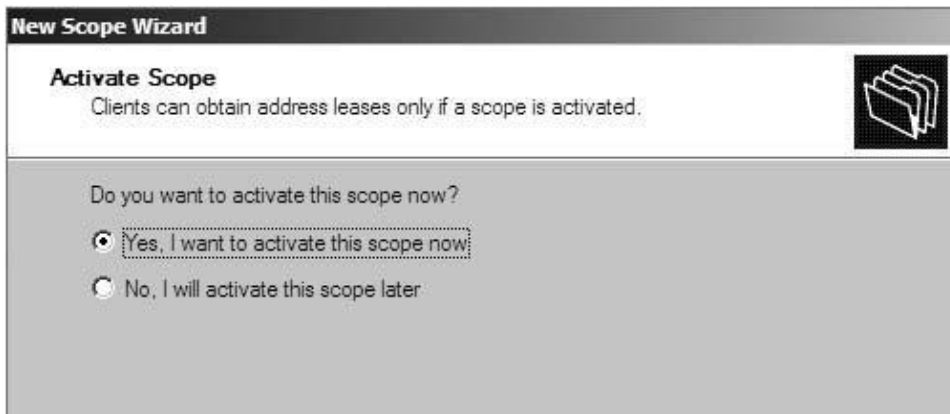 New Scope Wizard
Activate Scope
Clients can obtain address leases only if a scope is activated.
Do you want to activate this scope now?
Yes, I want to activate this scope now
No, I will activate this scope later